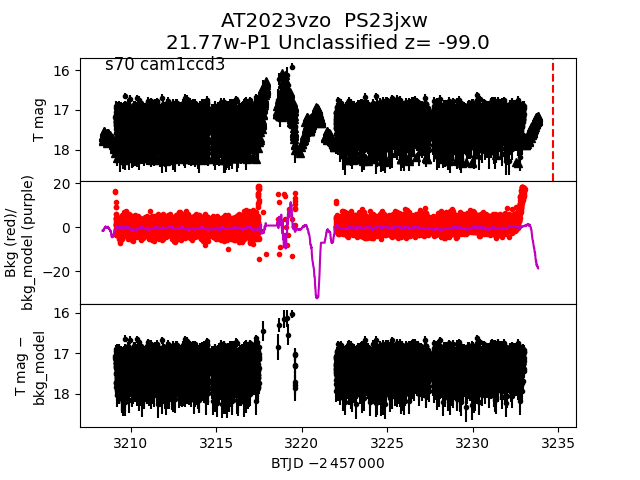 AT2023vzo  PS23jxw
21.77w-P1 Unclassified z= -99.0
s70 cam1ccd3
16
17
18
T mag
20
0
−20
Bkg (red)/
bkg_model (purple)
16
17
18
T mag −
bkg_model
3210 3215 3220 3225 3230 3235
BTJD −2 457 000